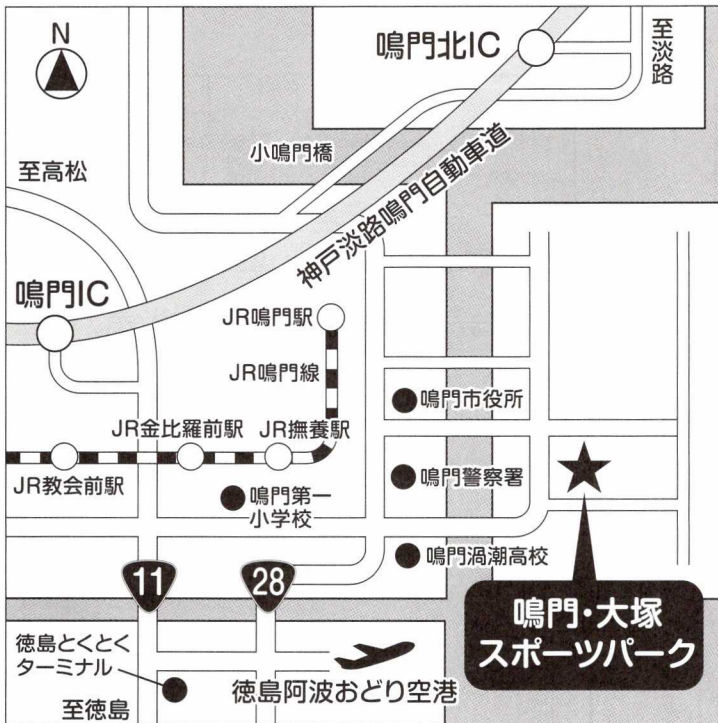 N
鳴門北IC
至淡路
小鳴門橋
至高松
神戸淡路鳴門自動車道
鳴門IC
JR鳴門駅
JR鳴門線
鳴門市役所
JR金比羅前駅
JR撫養駅
JR教会前駅
鳴門第一
小学校
鳴門警察署
鳴門渦潮高校
11
28
鳴門・大塚
スポーツパーク
徳島とくとく
ターミナル
徳島阿波おどり空港
至徳島